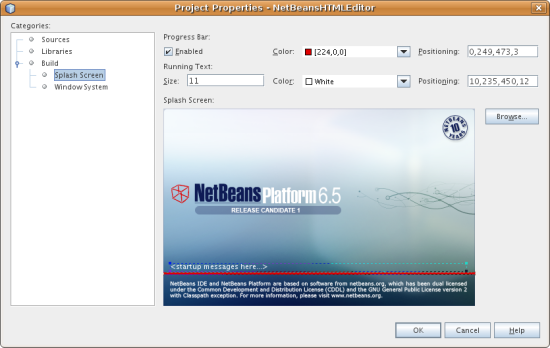 Project Properties - NetBeansHTMLEditor
Categories:
Sources
Libraries
Build
Splash Screen
Window System
Progress Bar:
Enabled
Color:
[224,0,0]
Positioning:
0,249,473,3
Running Text:
Size:
11
Color:
White
Positioning:
10,235,450,12
Splash Screen:
Browse...
NETBEANS
10
YEARS
NetBeans Platform 6.5
RELEASE CANDIDATE 1
<startup messages here...>
NetBeans IDE and NetBeans Platform are based on software from netbeans.org, which has been dual licensed
under the Common Development and Distribution License (CDDL) and the GNU General Public License version 2
with Classpath exception. For more information, please visit www.netbeans.org.
OK
Cancel
Help